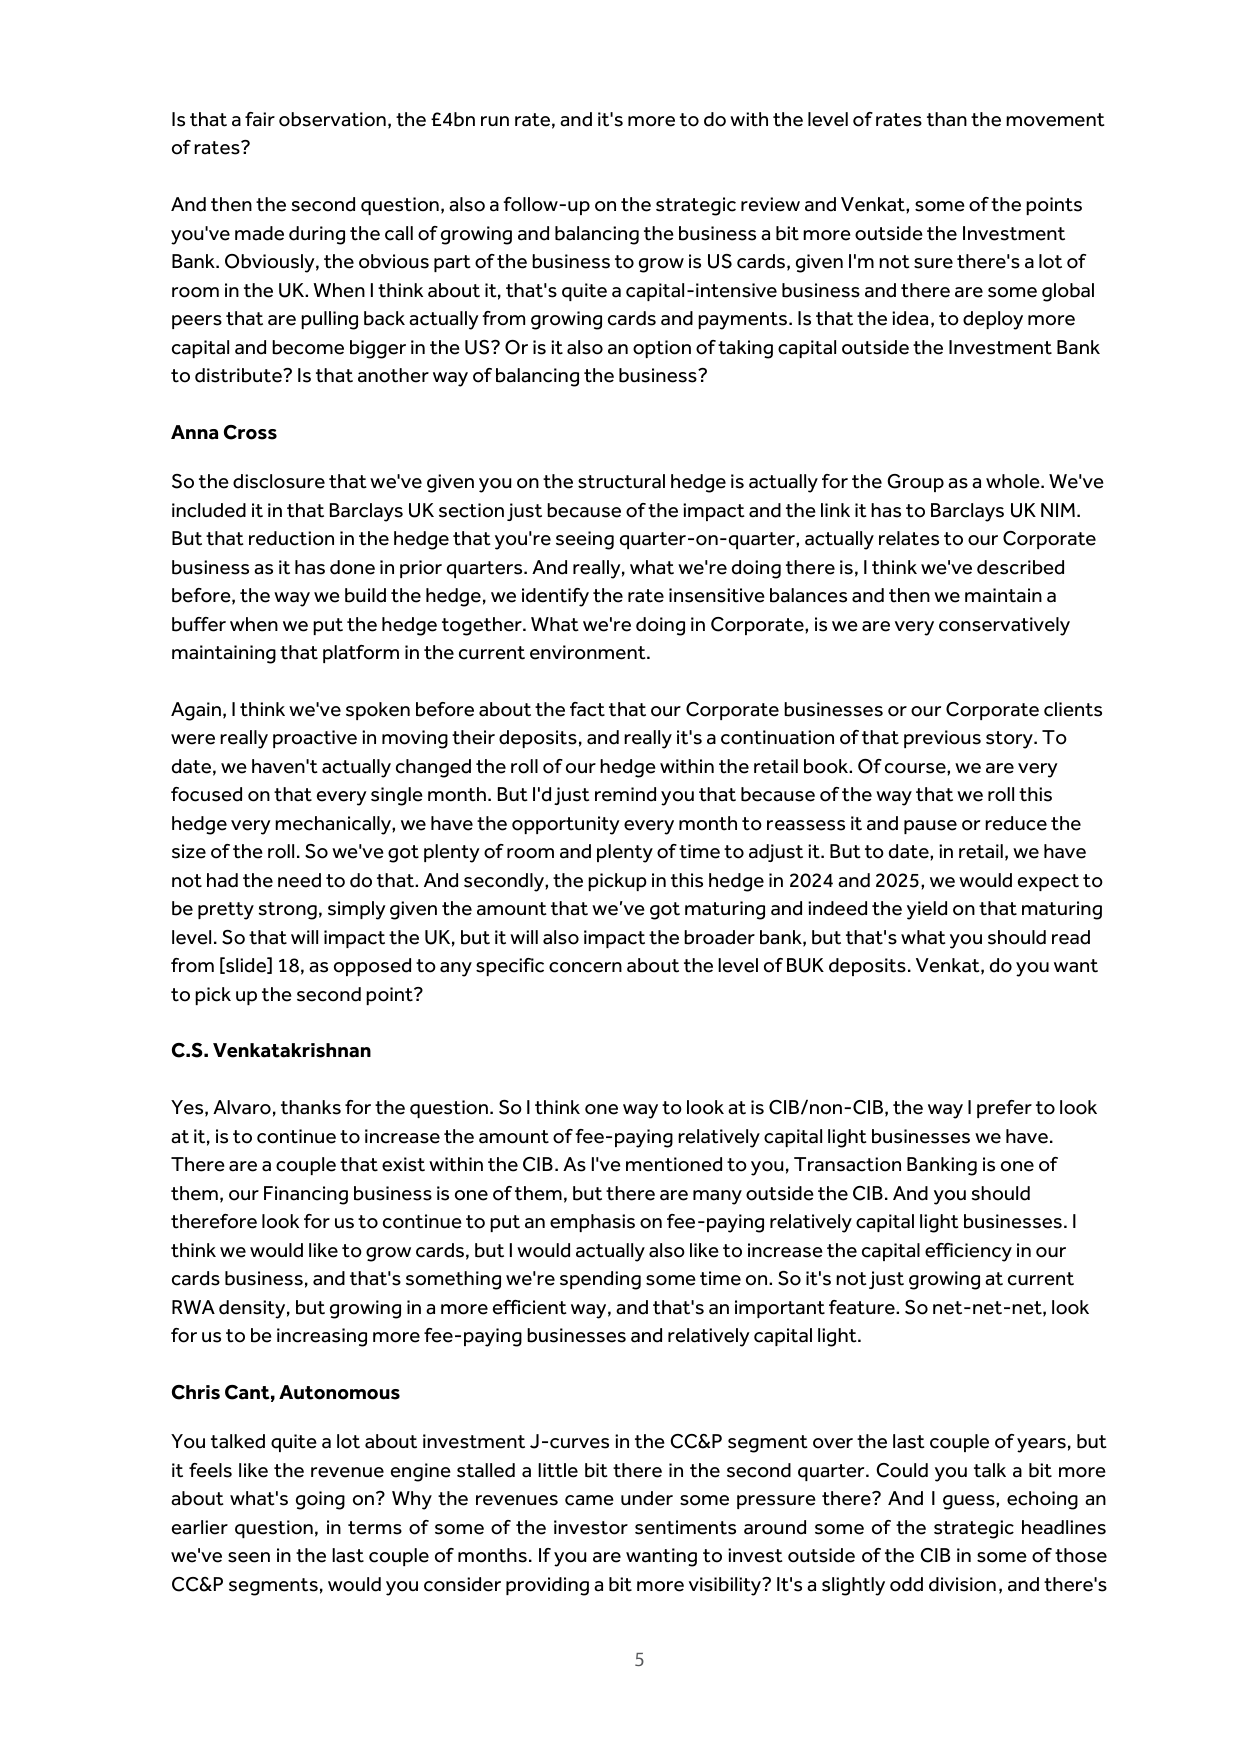 Is that a fair observation, the £4bn run rate, and it's more to do with the level of rates than the movement
of rates?
And then the second question, also a follow-up on the strategic review and Venkat, some of the points
you've made during the call of growing and balancing the business a bit more outside the Investment
Bank. Obviously, the obvious part of the business to grow is US cards, given I'm not sure there's a lot of
room in the UK. When I think about it, that's quite a capital-intensive business and there are some global
peers that are pulling back actually from growing cards and payments. Is that the idea, to deploy more
capital and become bigger in the US? Or is it also an option of taking capital outside the Investment Bank
to distribute? Is that another way of balancing the business?
Anna Cross
So the disclosure that we've given you on the structural hedge is actually for the Group as a whole. We've
included it in that Barclays UK section just because of the impact and the link it has to Barclays UK NIM.
But that reduction in the hedge that you're seeing quarter-on-quarter, actually relates to our Corporate
business as it has done in prior quarters. And really, what we're doing there is, I think we've described
before, the way we build the hedge, we identify the rate insensitive balances and then we maintain a
buffer when we put the hedge together. What we're doing in Corporate, is we are very conservatively
maintaining that platform in the current environment.
Again, I think we've spoken before about the fact that our Corporate businesses or our Corporate clients
were really proactive in moving their deposits, and really it's a continuation of that previous story. To
date, we haven't actually changed the roll of our hedge within the retail book. Of course, we are very
focused on that every single month. But I'd just remind you that because of the way that we roll this
hedge very mechanically, we have the opportunity every month to reassess it and pause or reduce the
size of the roll. So we've got plenty of room and plenty of time to adjust it. But to date, in retail, we have
not had the need to do that. And secondly, the pickup in this hedge in 2024 and 2025, we would expect to
be pretty strong, simply given the amount that we've got maturing and indeed the yield on that maturing
level. So that will impact the UK, but it will also impact the broader bank, but that's what you should read
from [slide] 18, as opposed to any specific concern about the level of BUK deposits. Venkat, do you want
to pick up the second point?
C.S. Venkatakrishnan
Yes, Alvaro, thanks for the question. So I think one way to look at is CIB/non-CIB, the way I prefer to look
at it, is to continue to increase the amount of fee-paying relatively capital light businesses we have.
There are a couple that exist within the CIB. As I've mentioned to you, Transaction Banking is one of
them, our Financing business is one of them, but there are many outside the CIB. And you should
therefore look for us to continue to put an emphasis on fee-paying relatively capital light businesses. I
think we would like to grow cards, but I would actually also like to increase the capital efficiency in our
cards business, and that's something we're spending some time on. So it's not just growing at current
RWA density, but growing in a more efficient way, and that's an important feature. So net-net-net, look
for us to be increasing more fee-paying businesses and relatively capital light.
Chris Cant, Autonomous
You talked quite a lot about investment J-curves in the CC&P segment over the last couple of years, but
it feels like the revenue engine stalled a little bit there in the second quarter. Could you talk a bit more
about what's going on? Why the revenues came under some pressure there? And I guess, echoing an
earlier question, in terms of some of the investor sentiments around some of the strategic headlines
we've seen in the last couple of months. If you are wanting to invest outside of the CIB in some of those
CC&P segments, would you consider providing a bit more visibility? It's a slightly odd division, and there's
5